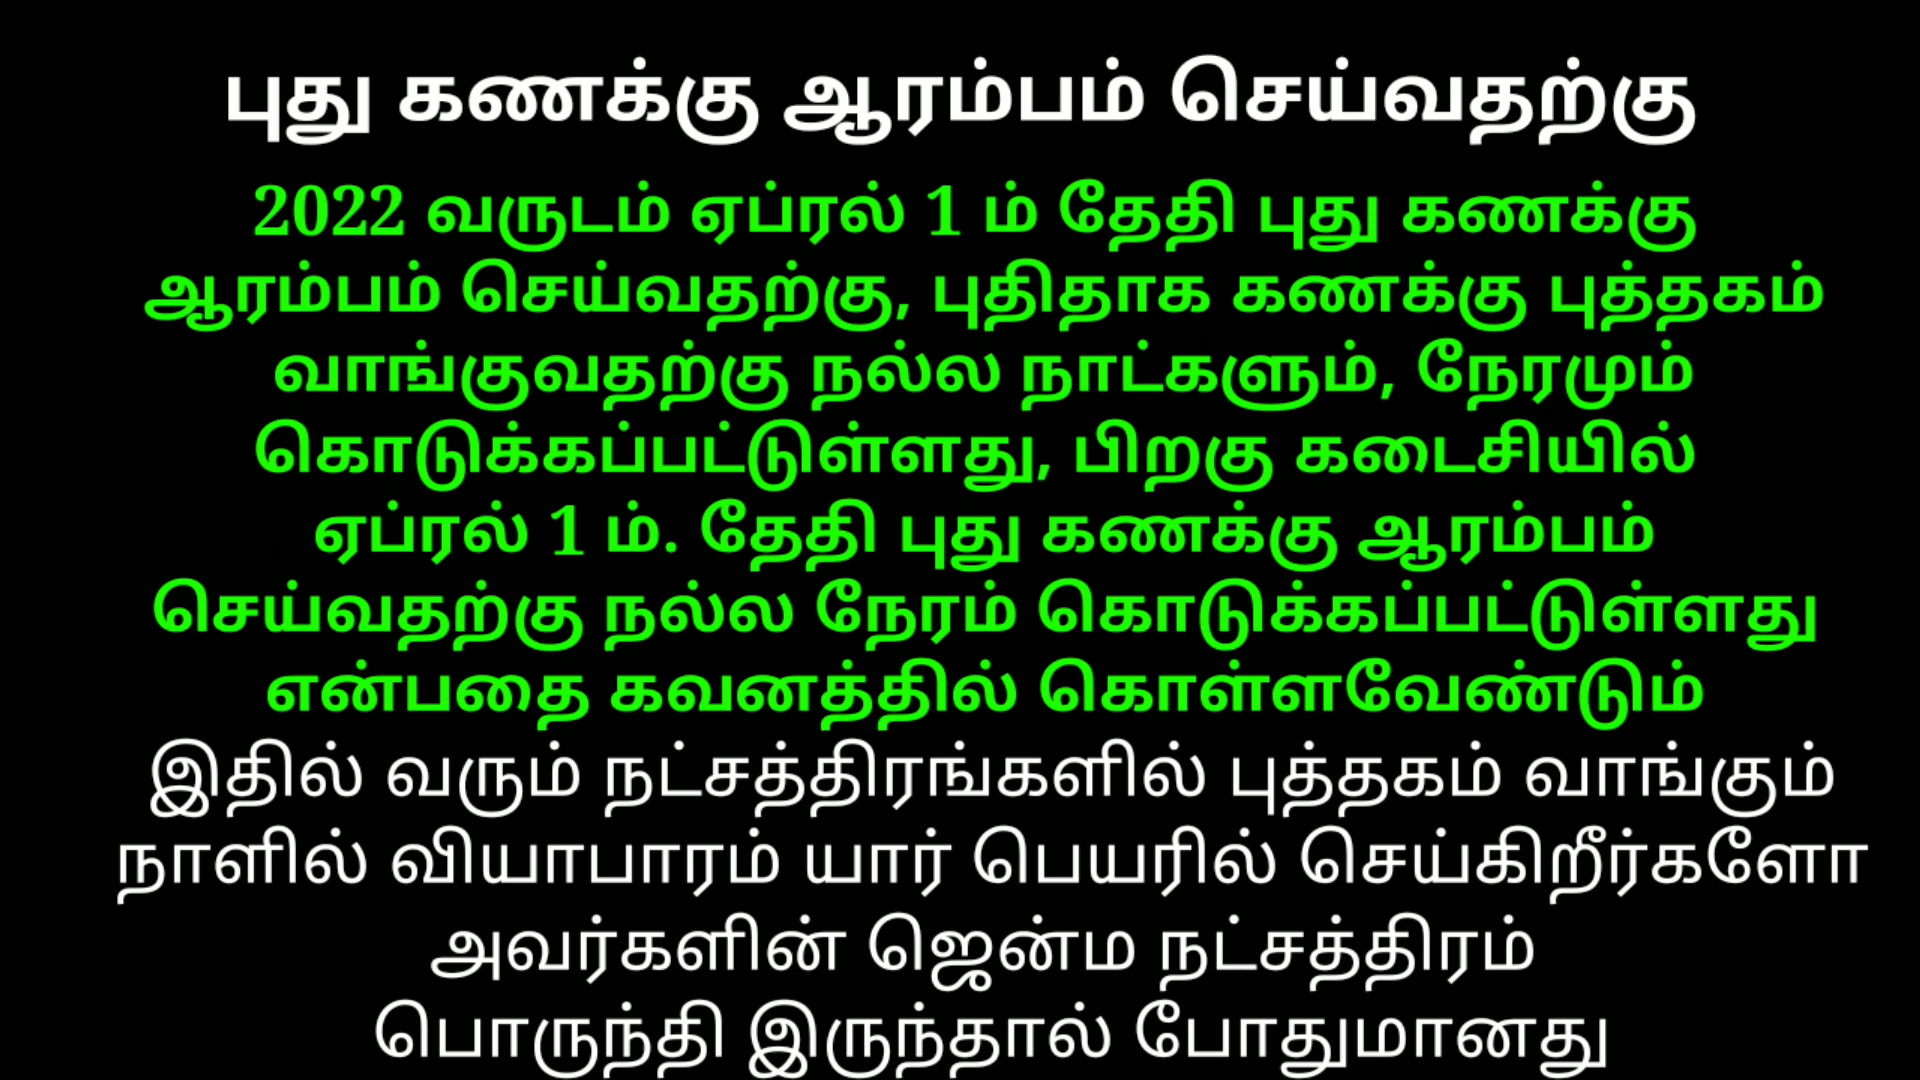 புது கணக்கு ஆரம்பம் செய்வதற்கு
2022 வருடம் ஏப்ரல் 1 ம் தேதி புது கணக்கு
ஆரம்பம் செய்வதற்கு, புதிதாக கணக்கு புத்தகம்
வாங்குவதற்கு நல்ல நாட்களும், நேரமும்
கொடுக்கப்பட்டுள்ளது, பிறகு கடைசியில்
ஏப்ரல் 1 ம். தேதி புது கணக்கு ஆரம்பம்
செய்வதற்கு நல்ல நேரம் கொடுக்கப்பட்டுள்ளது
என்பதை கவனத்தில் கொள்ளவேண்டும்
இதில் வரும் நட்சத்திரங்களில் புத்தகம் வாங்கும்
நாளில் வியாபாரம் யார் பெயரில் செய்கிறீர்களோ
அவர்களின் ஜென்ம நட்சத்திரம்
பொருந்தி இருந்தால் போதுமானது